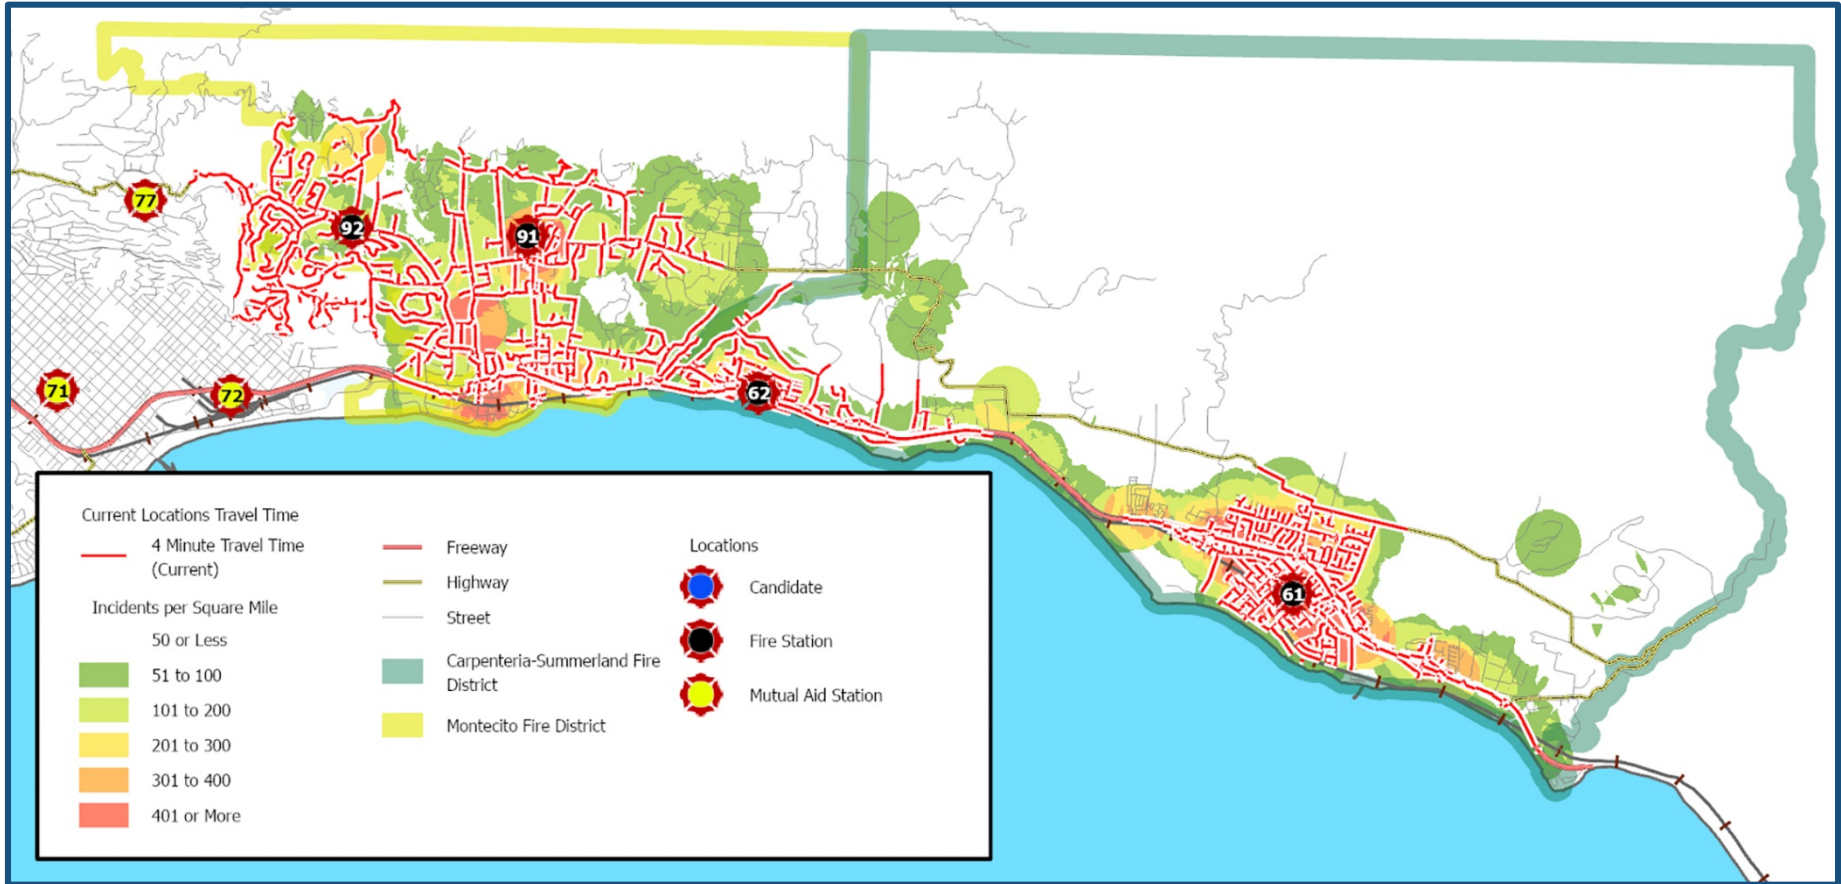 77
92
91
71
72
62
61
Current Locations Travel Time
4 Minute Travel Time
(Current)
Incidents per Square Mile
50 or Less
51 to 100
101 to 200
201 to 300
301 to 400
401 or More
Freeway
Highway
Street
Carpenteria-Summerland Fire
District
Montecito Fire District
Locations
Candidate
Fire Station
Mutual Aid Station